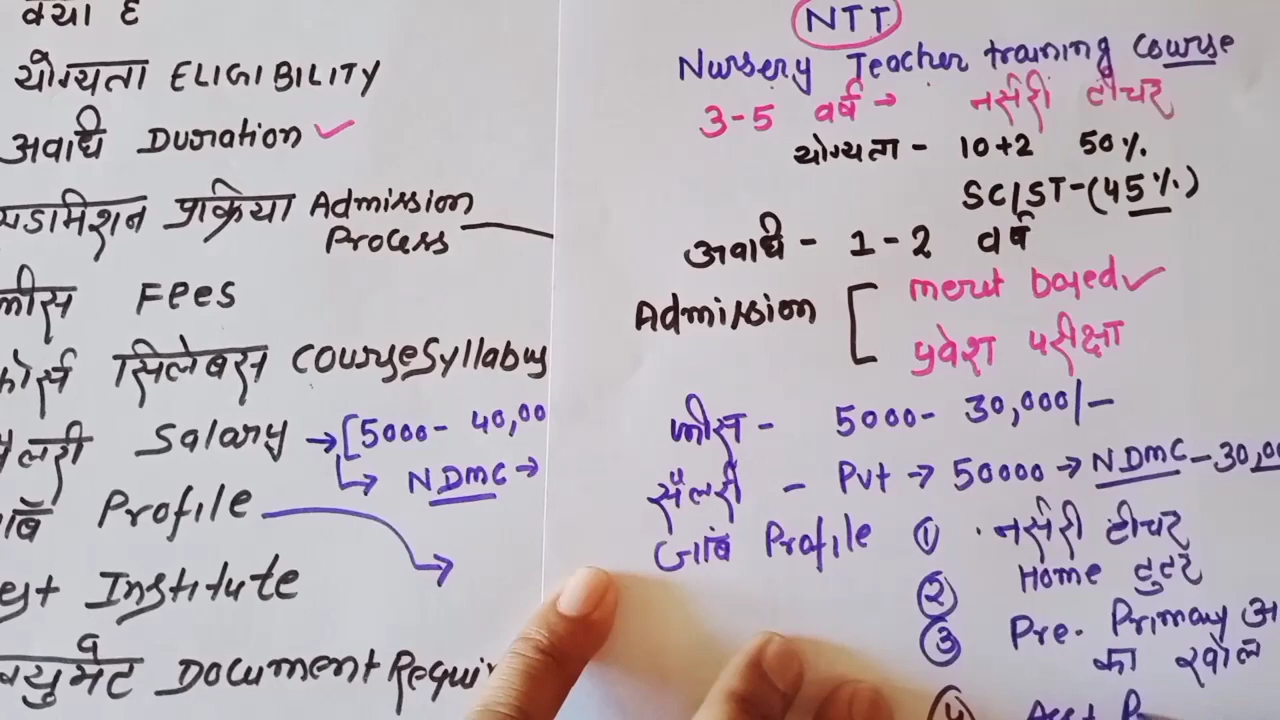 क्या है
योग्यता ELIGIBILITY
अवधि Duration
एडमिशन प्रक्रिया Admission
Process
फीस Fees
कोर्स सिलेबस COURSE Syllabus
सैलरी Salary → [5000 - 40,00
→ NDMC →
जॉब Profile
Institute
DOCUMENT Requi
NTT
Nursery Teacher training Course
3-5 वर्ष → नर्सरी टीचर
योग्यता - 10+2 50%
SC/ST-(45%)
अवधि - 1-2 वर्ष
Admission [ merit based
प्रवेश परीक्षा
फीस - 5000 - 30,000/-
सैलरी - Pvt → 50000 → NDMC - 30,00
जॉब Profile ① नर्सरी टीचर
② Home टुटर
③ Pre. Primary
का खोल
④